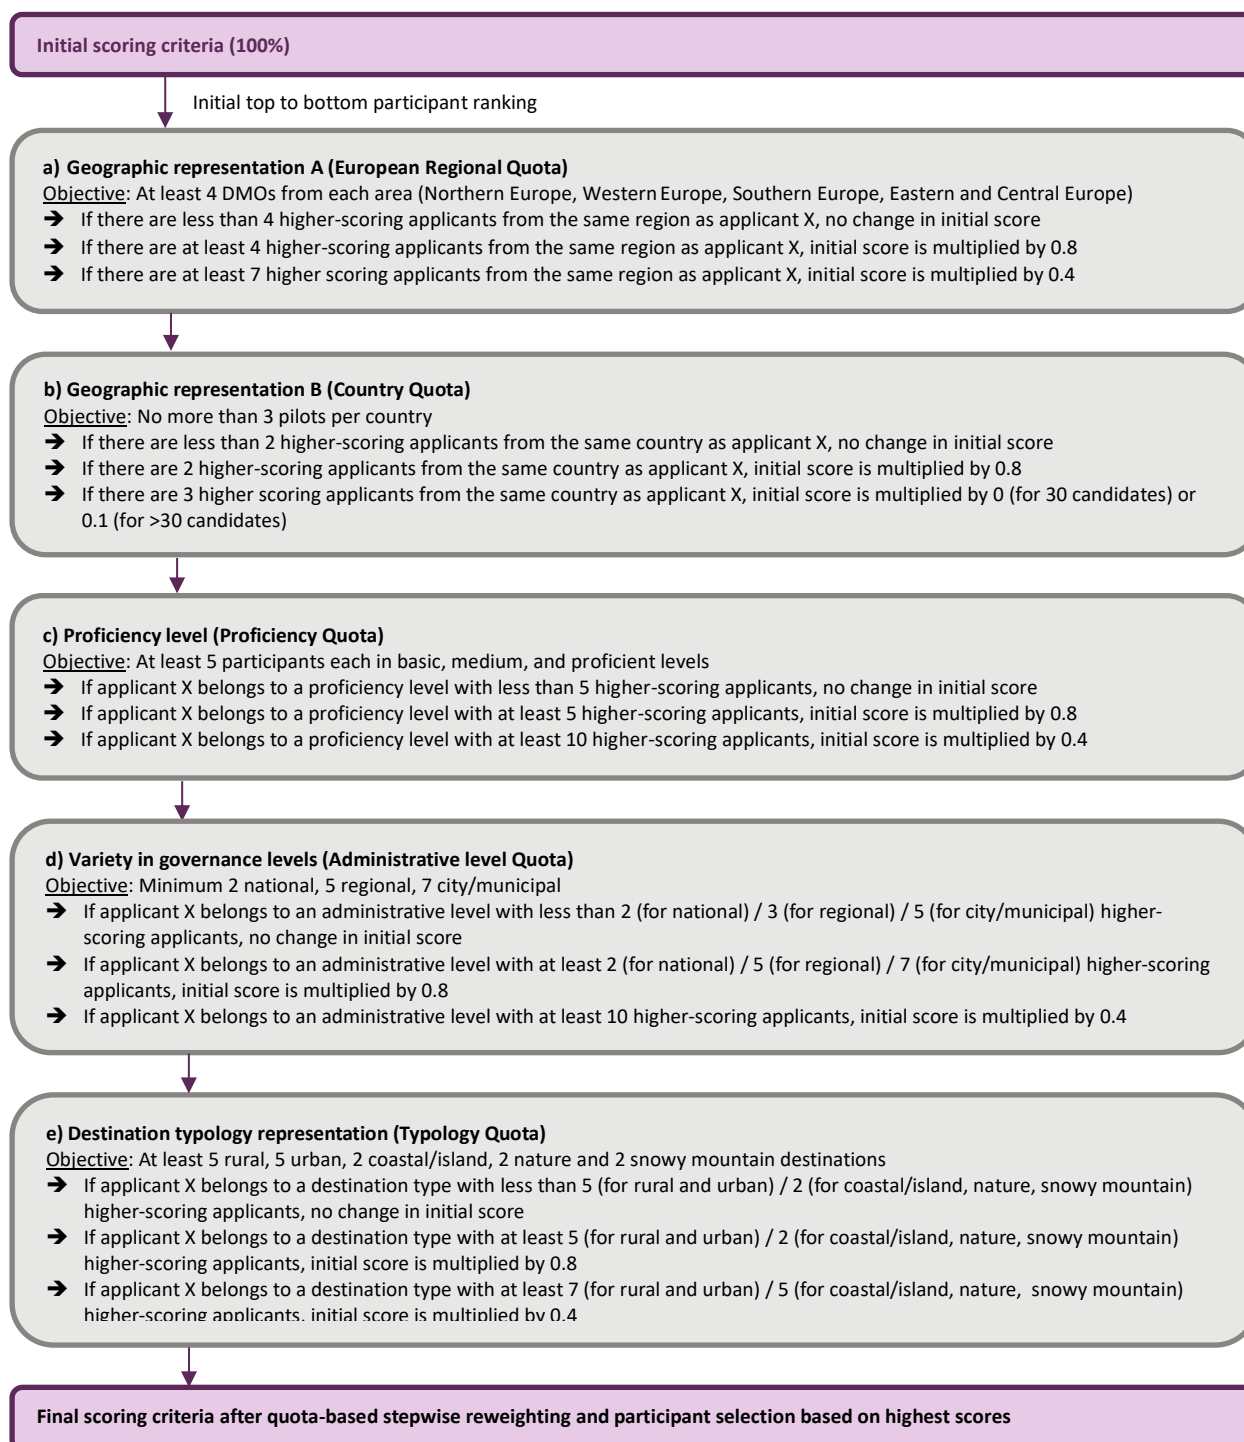 Initial scoring criteria (100%)
Initial top to bottom participant ranking
a) Geographic representation A (European Regional Quota)
Objective: At least 4 DMOs from each area (Northern Europe, Western Europe, Southern Europe, Eastern and Central Europe)
➔ If there are less than 4 higher-scoring applicants from the same region as applicant X, no change in initial score
➔ If there are at least 4 higher-scoring applicants from the same region as applicant X, initial score is multiplied by 0.8
➔ If there are at least 7 higher scoring applicants from the same region as applicant X, initial score is multiplied by 0.4
b) Geographic representation B (Country Quota)
Objective: No more than 3 pilots per country
➔ If there are less than 2 higher-scoring applicants from the same country as applicant X, no change in initial score
➔ If there are 2 higher-scoring applicants from the same country as applicant X, initial score is multiplied by 0.8
➔ If there are 3 higher scoring applicants from the same country as applicant X, initial score is multiplied by 0 (for 30 candidates) or
0.1 (for >30 candidates)
c) Proficiency level (Proficiency Quota)
Objective: At least 5 participants each in basic, medium, and proficient levels
➔ If applicant X belongs to a proficiency level with less than 5 higher-scoring applicants, no change in initial score
➔ If applicant X belongs to a proficiency level with at least 5 higher-scoring applicants, initial score is multiplied by 0.8
➔ If applicant X belongs to a proficiency level with at least 10 higher-scoring applicants, initial score is multiplied by 0.4
d) Variety in governance levels (Administrative level Quota)
Objective: Minimum 2 national, 5 regional, 7 city/municipal
➔ If applicant X belongs to an administrative level with less than 2 (for national) / 3 (for regional) / 5 (for city/municipal) higher-
scoring applicants, no change in initial score
➔ If applicant X belongs to an administrative level with at least 2 (for national) / 5 (for regional) / 7 (for city/municipal) higher-scoring
applicants, initial score is multiplied by 0.8
➔ If applicant X belongs to an administrative level with at least 10 higher-scoring applicants, initial score is multiplied by 0.4
e) Destination typology representation (Typology Quota)
Objective: At least 5 rural, 5 urban, 2 coastal/island, 2 nature and 2 snowy mountain destinations
➔ If applicant X belongs to a destination type with less than 5 (for rural and urban) / 2 (for coastal/island, nature, snowy mountain)
higher-scoring applicants, no change in initial score
➔ If applicant X belongs to a destination type with at least 5 (for rural and urban) / 2 (for coastal/island, nature, snowy mountain)
higher-scoring applicants, initial score is multiplied by 0.8
➔ If applicant X belongs to a destination type with at least 7 (for rural and urban) / 5 (for coastal/island, nature, snowy mountain)
higher-scoring applicants, initial score is multiplied by 0.4
Final scoring criteria after quota-based stepwise reweighting and participant selection based on highest scores